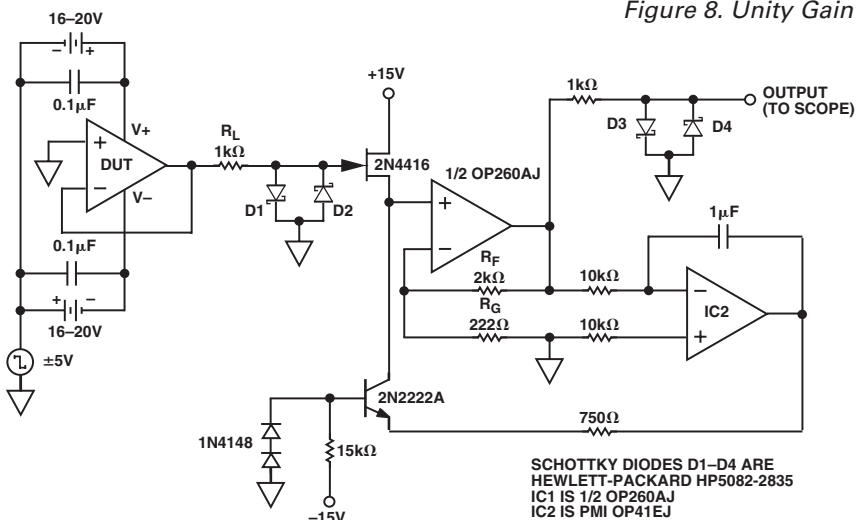 Figure 8. Unity Gain
16–20V
– +
0.1µF
V+
+
DUT
–
V–
0.1µF
+ –
16–20V
±5V
RL
1kΩ
D1
D2
+15V
2N4416
1/2 OP260AJ
+
–
RF
2kΩ
RG
222Ω
1kΩ
D3
D4
OUTPUT
(TO SCOPE)
1µF
10kΩ
10kΩ
–
IC2
+
2N2222A
750Ω
1N4148
15kΩ
–15V
SCHOTTKY DIODES D1–D4 ARE
HEWLETT-PACKARD HP5082-2835
IC1 IS 1/2 OP260AJ
IC2 IS PMI OP41EJ